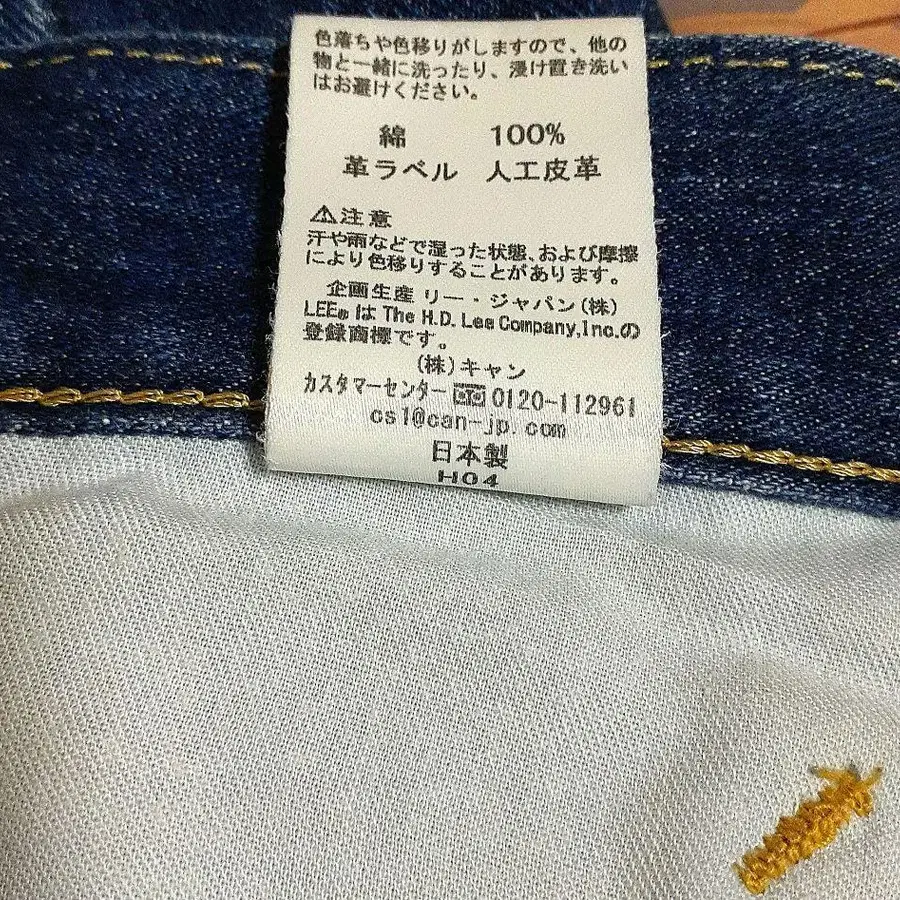 色落ちや色移りがしますので、他の
物と一緒に洗ったり、浸け置き洗い
はお避けください。
綿 100%
革ラベル 人工皮革
⚠注意
汗や雨などで湿った状態、および摩擦
により色移りすることがあります。
企画生産 リー・ジャパン(株)
LEE®は The H.D. Lee Company,Inc.の
登録商標です。
(株)キャン
カスタマーセンター 0120-112961
cs1@can-jp.com
日本製
H04